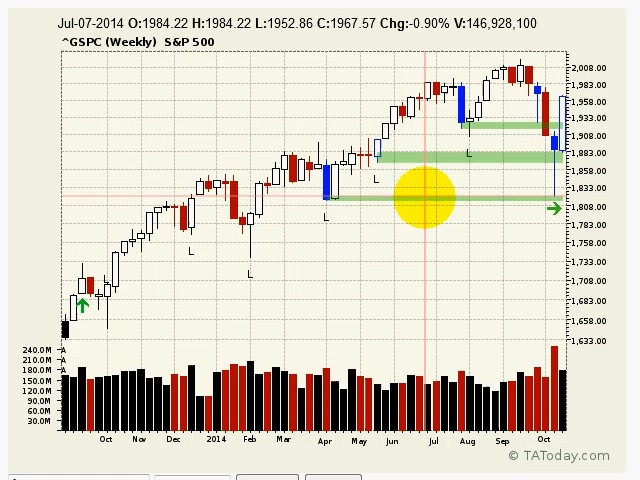 Jul-07-2014 O:1984.22 H:1984.22 L:1952.86 C:1967.57 Chg:-0.90% V:146,928,100
^GSPC (Weekly) S&P 500
2,008.00
1,983.00
1,958.00
1,933.00
1,908.00
1,883.00
1,858.00
1,833.00
1,808.00
1,783.00
1,758.00
1,733.00
1,708.00
1,683.00
1,658.00
1,633.00
L
L
L
L
L
L
240.0M A
210.0M A
180.0M A
150.0M
120.0M
90.0M
60.0M
30.0M
Oct Nov Dec 2014 Feb Mar Apr May Jun Jul Aug Sep Oct
© TAToday.com